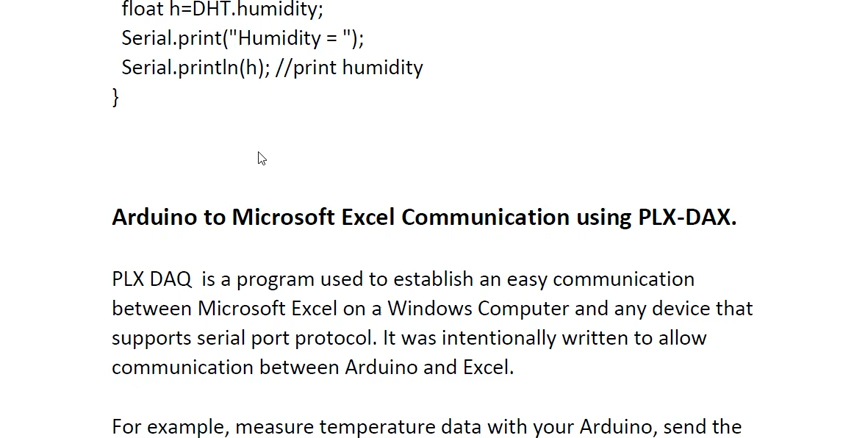 float h=DHT.humidity;
Serial.print("Humidity = ");
Serial.println(h); //print humidity
}
Arduino to Microsoft Excel Communication using PLX-DAX.
PLX DAQ  is a program used to establish an easy communication
between Microsoft Excel on a Windows Computer and any device that
supports serial port protocol. It was intentionally written to allow
communication between Arduino and Excel.
For example, measure temperature data with your Arduino, send the